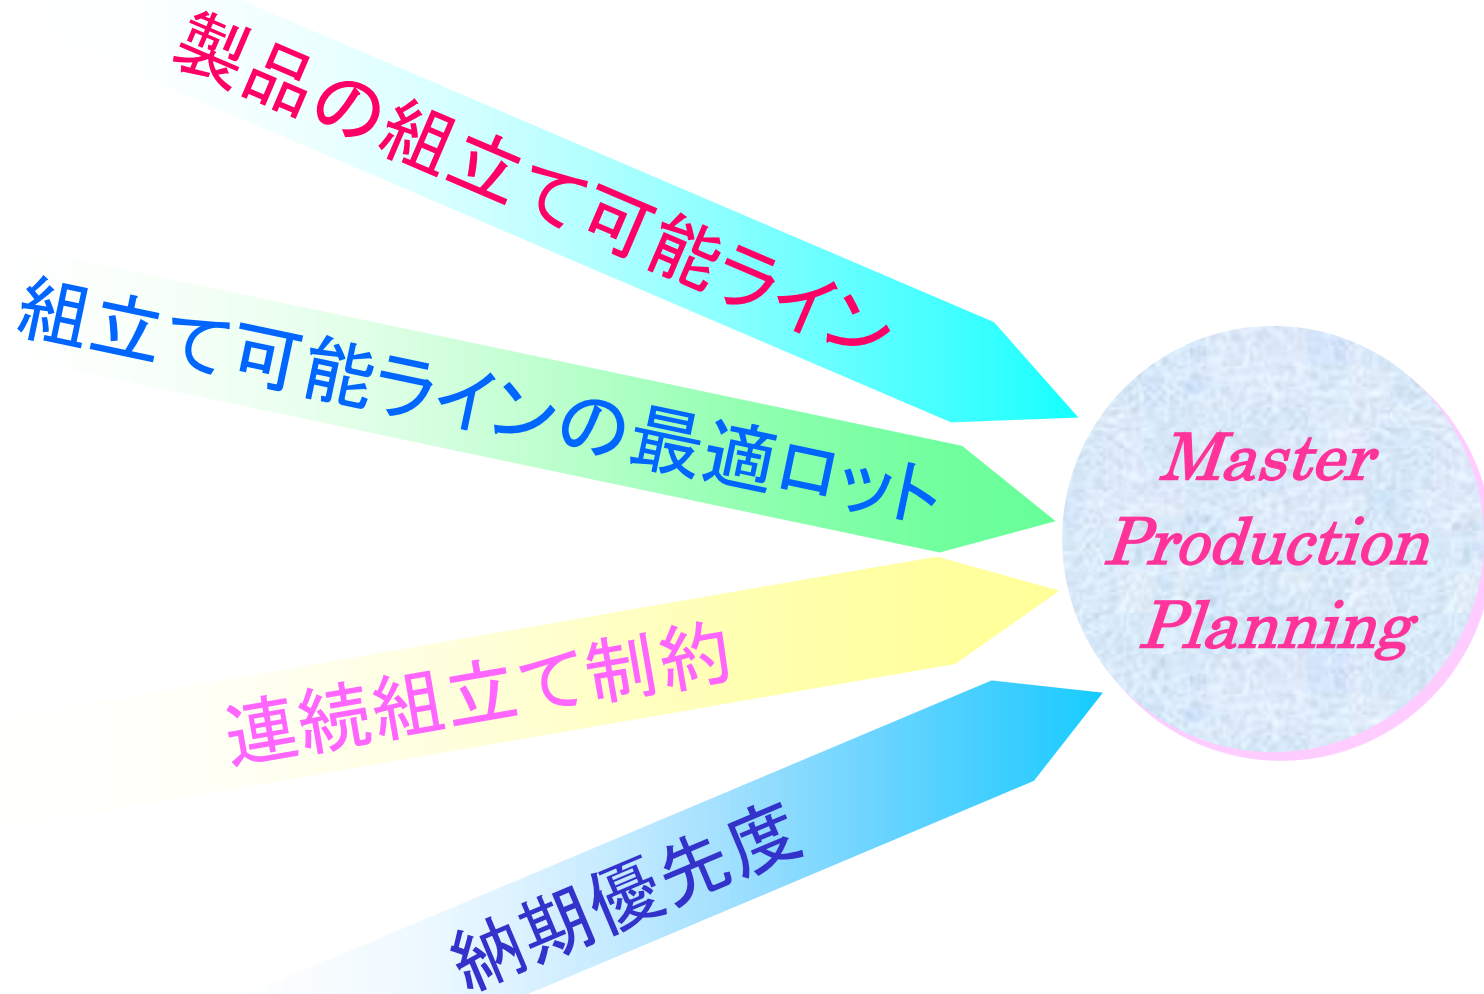 製品の組立て可能ライン
組立て可能ラインの最適ロット
連続組立て制約
納期優先度
Master
Production
Planning